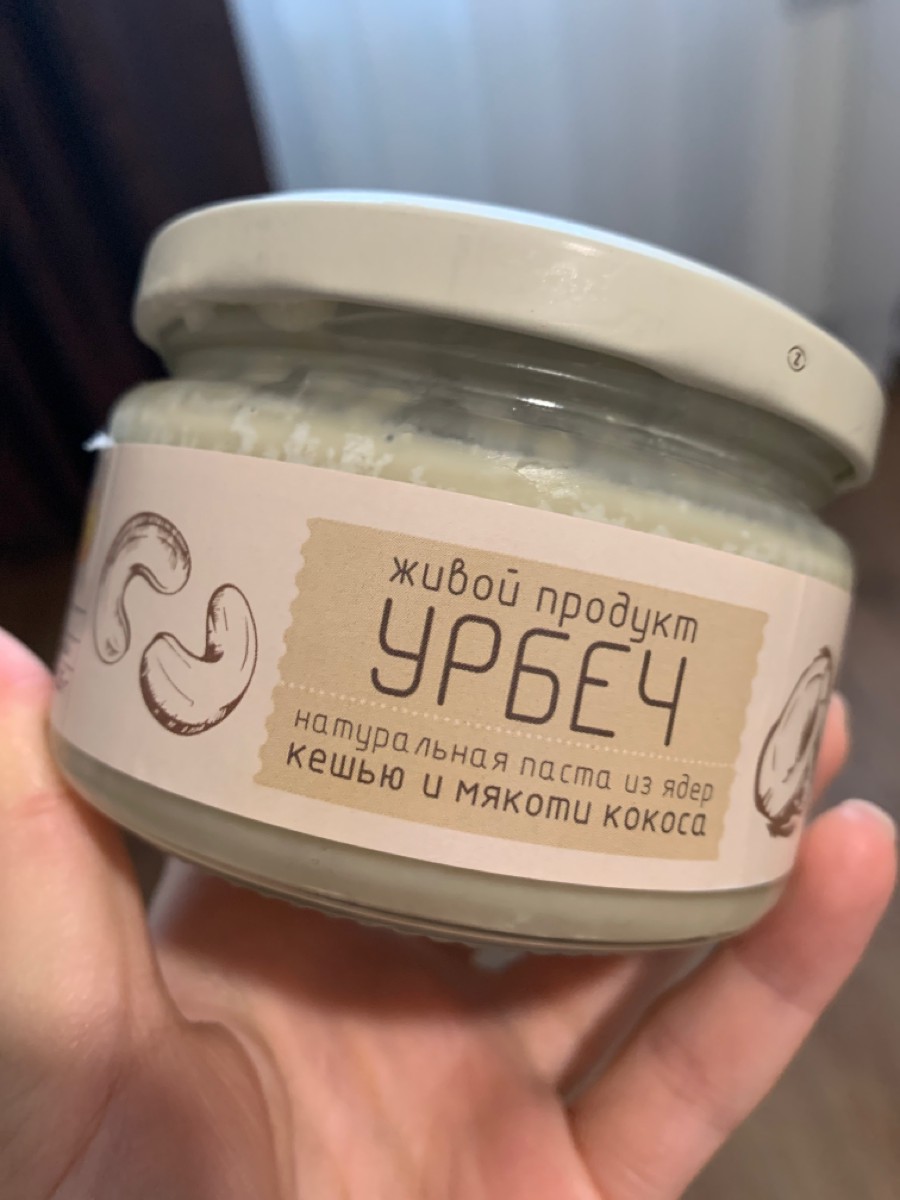 живой продукт
УРБЕЧ
натуральная паста из ядер
кешью и мякоти кокоса